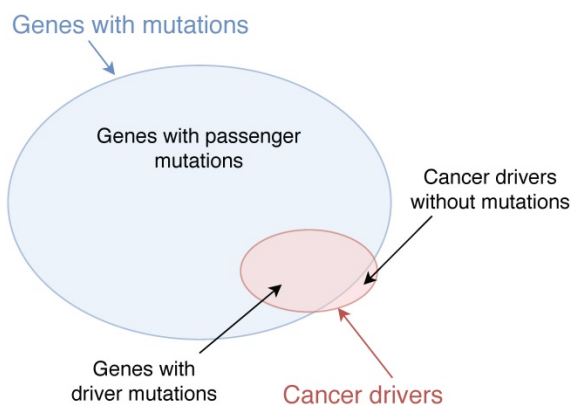 Genes with mutations
Genes with passenger
mutations
Cancer drivers
without mutations
Genes with
driver mutations
Cancer drivers